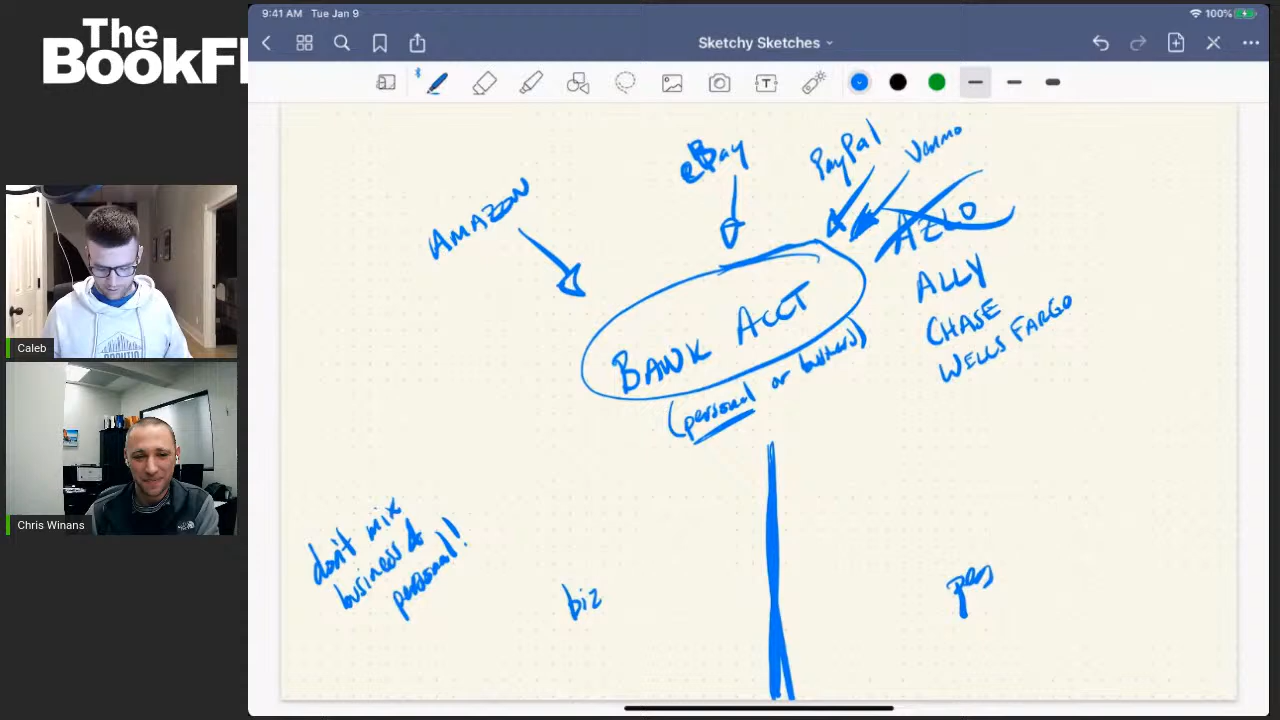 The
BookFl
9:41 AM Tue Jan 9
100%
Sketchy Sketches
T
eBay
PayPal
Venmo
AMAZON
AZLO
ALLY
BANK ACCT
CHASE
WELLS FARGO
(personal or business)
Caleb
Chris Winans
don't mix
business &
personal!
biz
pers